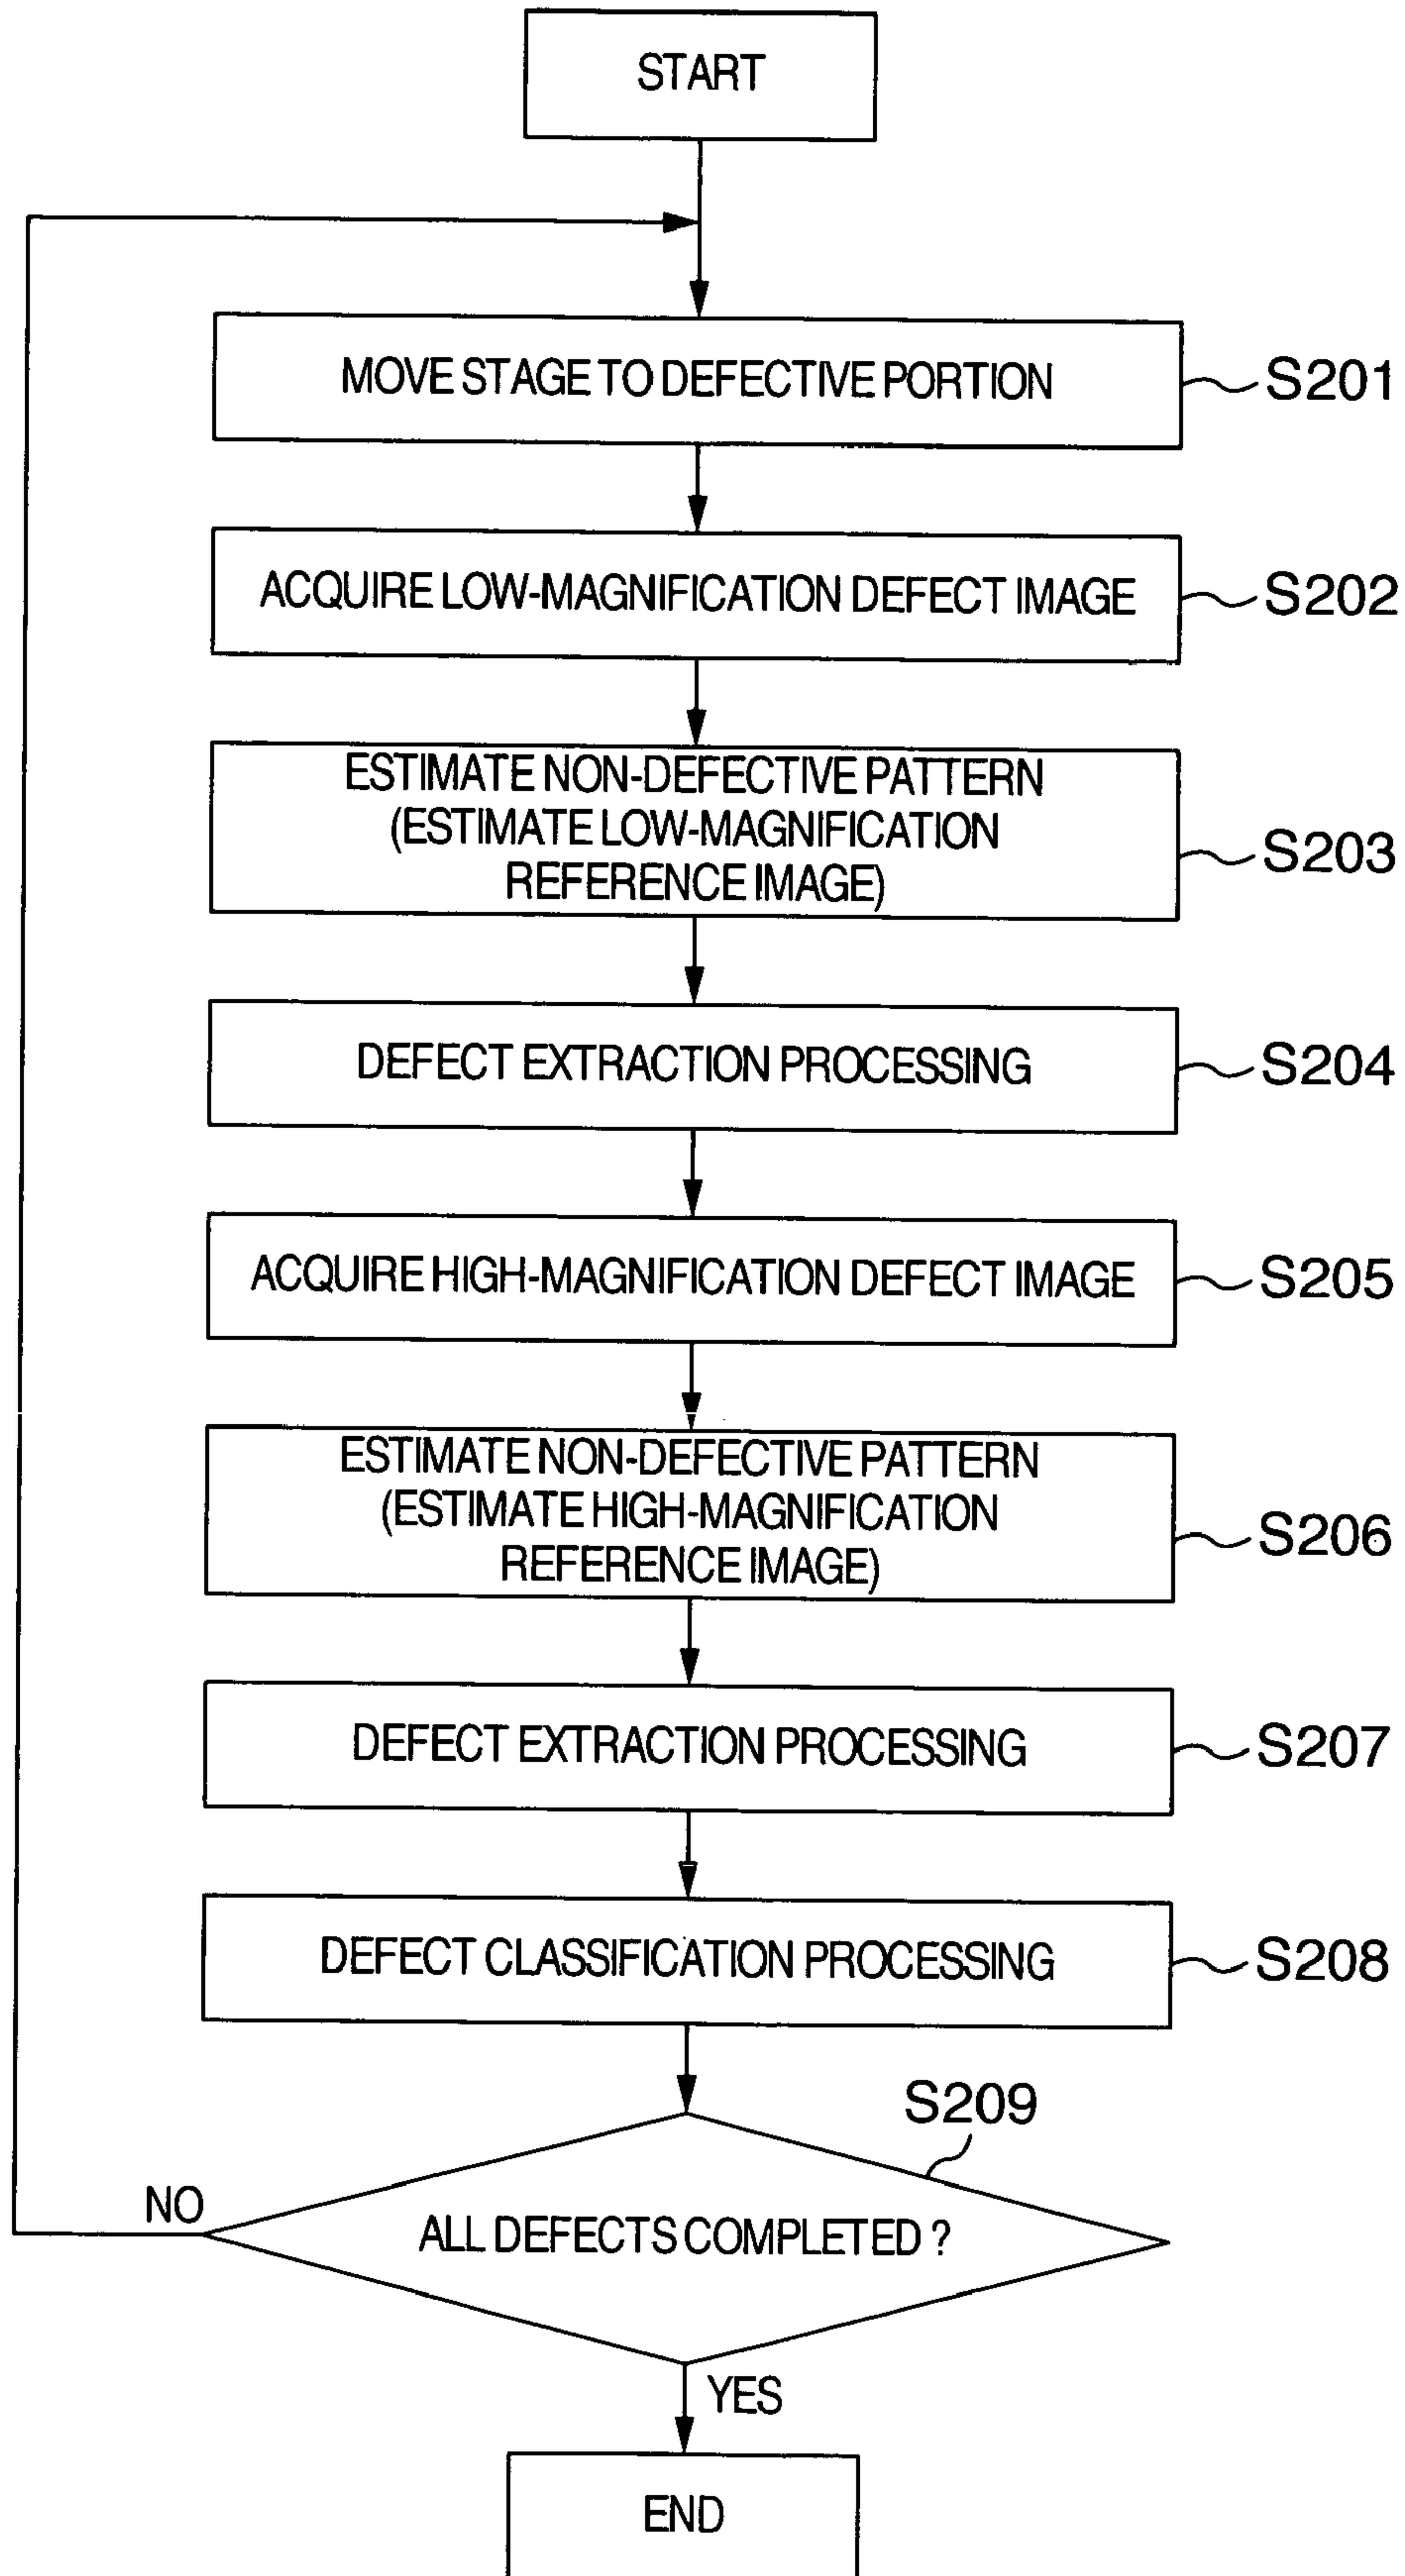 START
MOVE STAGE TO DEFECTIVE PORTION
S201
ACQUIRE LOW-MAGNIFICATION DEFECT IMAGE
S202
ESTIMATE NON-DEFECTIVE PATTERN
(ESTIMATE LOW-MAGNIFICATION
REFERENCE IMAGE)
S203
DEFECT EXTRACTION PROCESSING
S204
ACQUIRE HIGH-MAGNIFICATION DEFECT IMAGE
S205
ESTIMATE NON-DEFECTIVE PATTERN
(ESTIMATE HIGH-MAGNIFICATION
REFERENCE IMAGE)
S206
DEFECT EXTRACTION PROCESSING
S207
DEFECT CLASSIFICATION PROCESSING
S208
S209
NO
ALL DEFECTS COMPLETED ?
YES
END